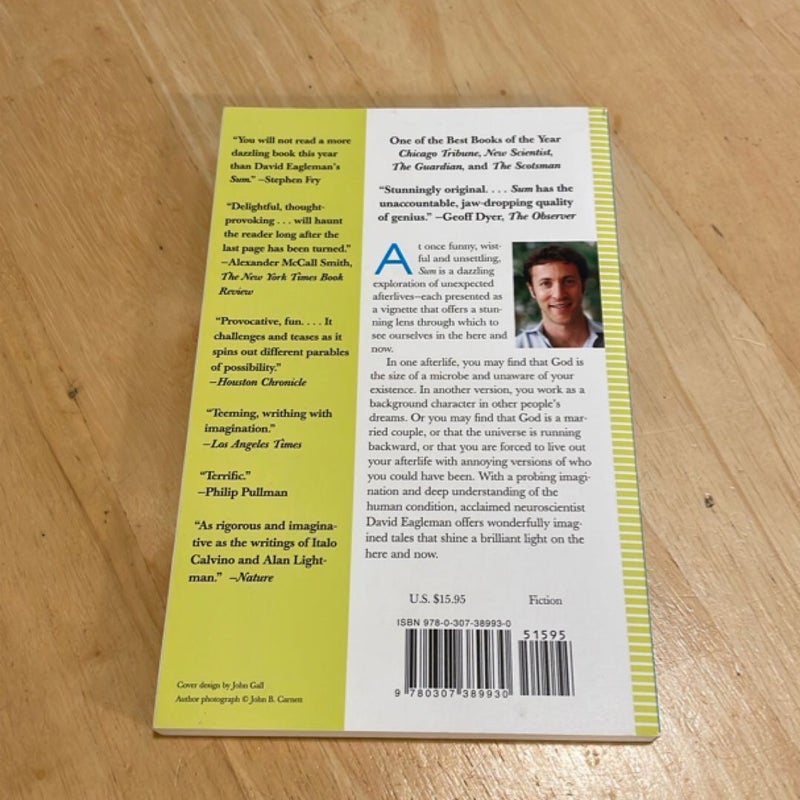 “You will not read a more
dazzling book this year
than David Eagleman’s
Sum.” —Stephen Fry
“Delightful, thought-
provoking . . . will haunt
the reader long after the
last page has been turned.”
—Alexander McCall Smith,
The New York Times Book
Review
“Provocative, fun. . . . It
challenges and teases as it
spins out different parables
of possibility.”
—Houston Chronicle
“Teeming, writhing with
imagination.”
—Los Angeles Times
“Terrific.”
—Philip Pullman
“As rigorous and imagina-
tive as the writings of Italo
Calvino and Alan Light-
man.” —Nature
Cover design by John Gall
Author photograph © John B. Carnett
One of the Best Books of the Year
Chicago Tribune, New Scientist,
The Guardian, and The Scotsman
“Stunningly original. . . . Sum has the
unaccountable, jaw-dropping quality
of genius.” —Geoff Dyer, The Observer
At once funny, wist-
ful and unsettling,
Sum is a dazzling
exploration of unexpected
afterlives—each presented as
a vignette that offers a stun-
ning lens through which to
see ourselves in the here and
now.
In one afterlife, you may find that God is
the size of a microbe and unaware of your
existence. In another version, you work as a
background character in other people’s
dreams. Or you may find that God is a mar-
ried couple, or that the universe is running
backward, or that you are forced to live out
your afterlife with annoying versions of who
you could have been. With a probing imagi-
nation and deep understanding of the
human condition, acclaimed neuroscientist
David Eagleman offers wonderfully imag-
ined tales that shine a brilliant light on the
here and now.
U.S. $15.95 Fiction
ISBN 978-0-307-38993-0
51595
9 780307 389930